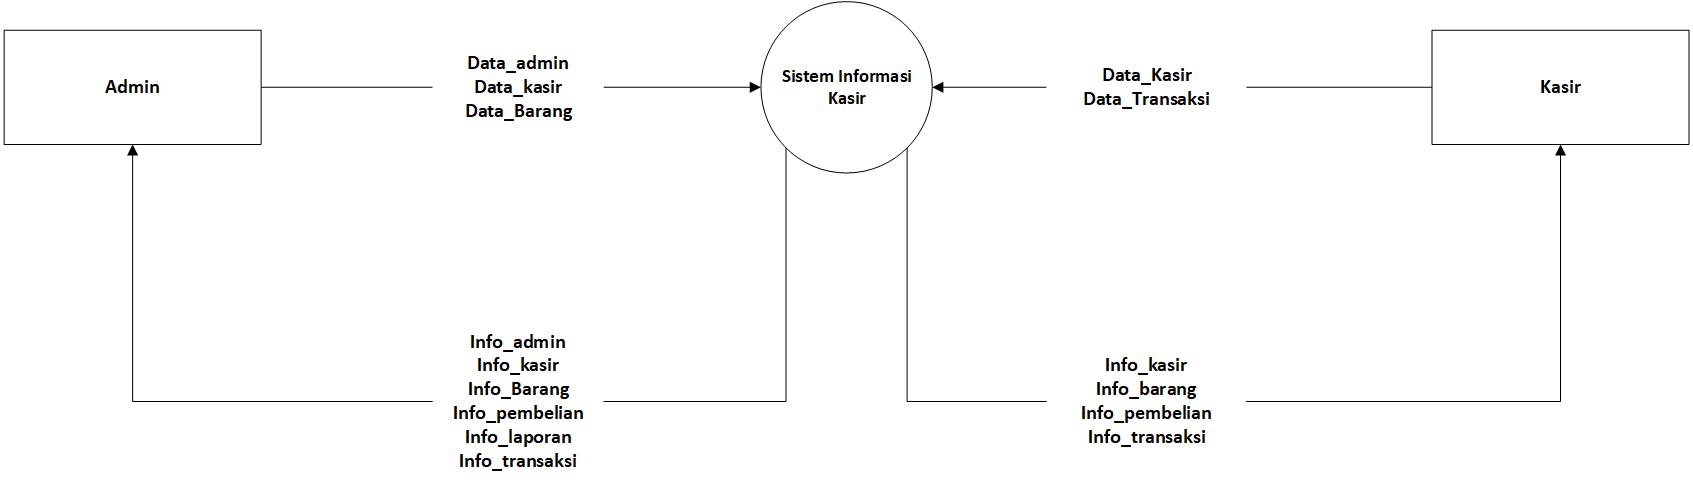 Admin
Data_admin
Data_kasir
Data_Barang
Sistem Informasi
Kasir
Data_Kasir
Data_Transaksi
Kasir
Info_admin
Info_kasir
Info_Barang
Info_pembelian
Info_laporan
Info_transaksi
Info_kasir
Info_barang
Info_pembelian
Info_transaksi